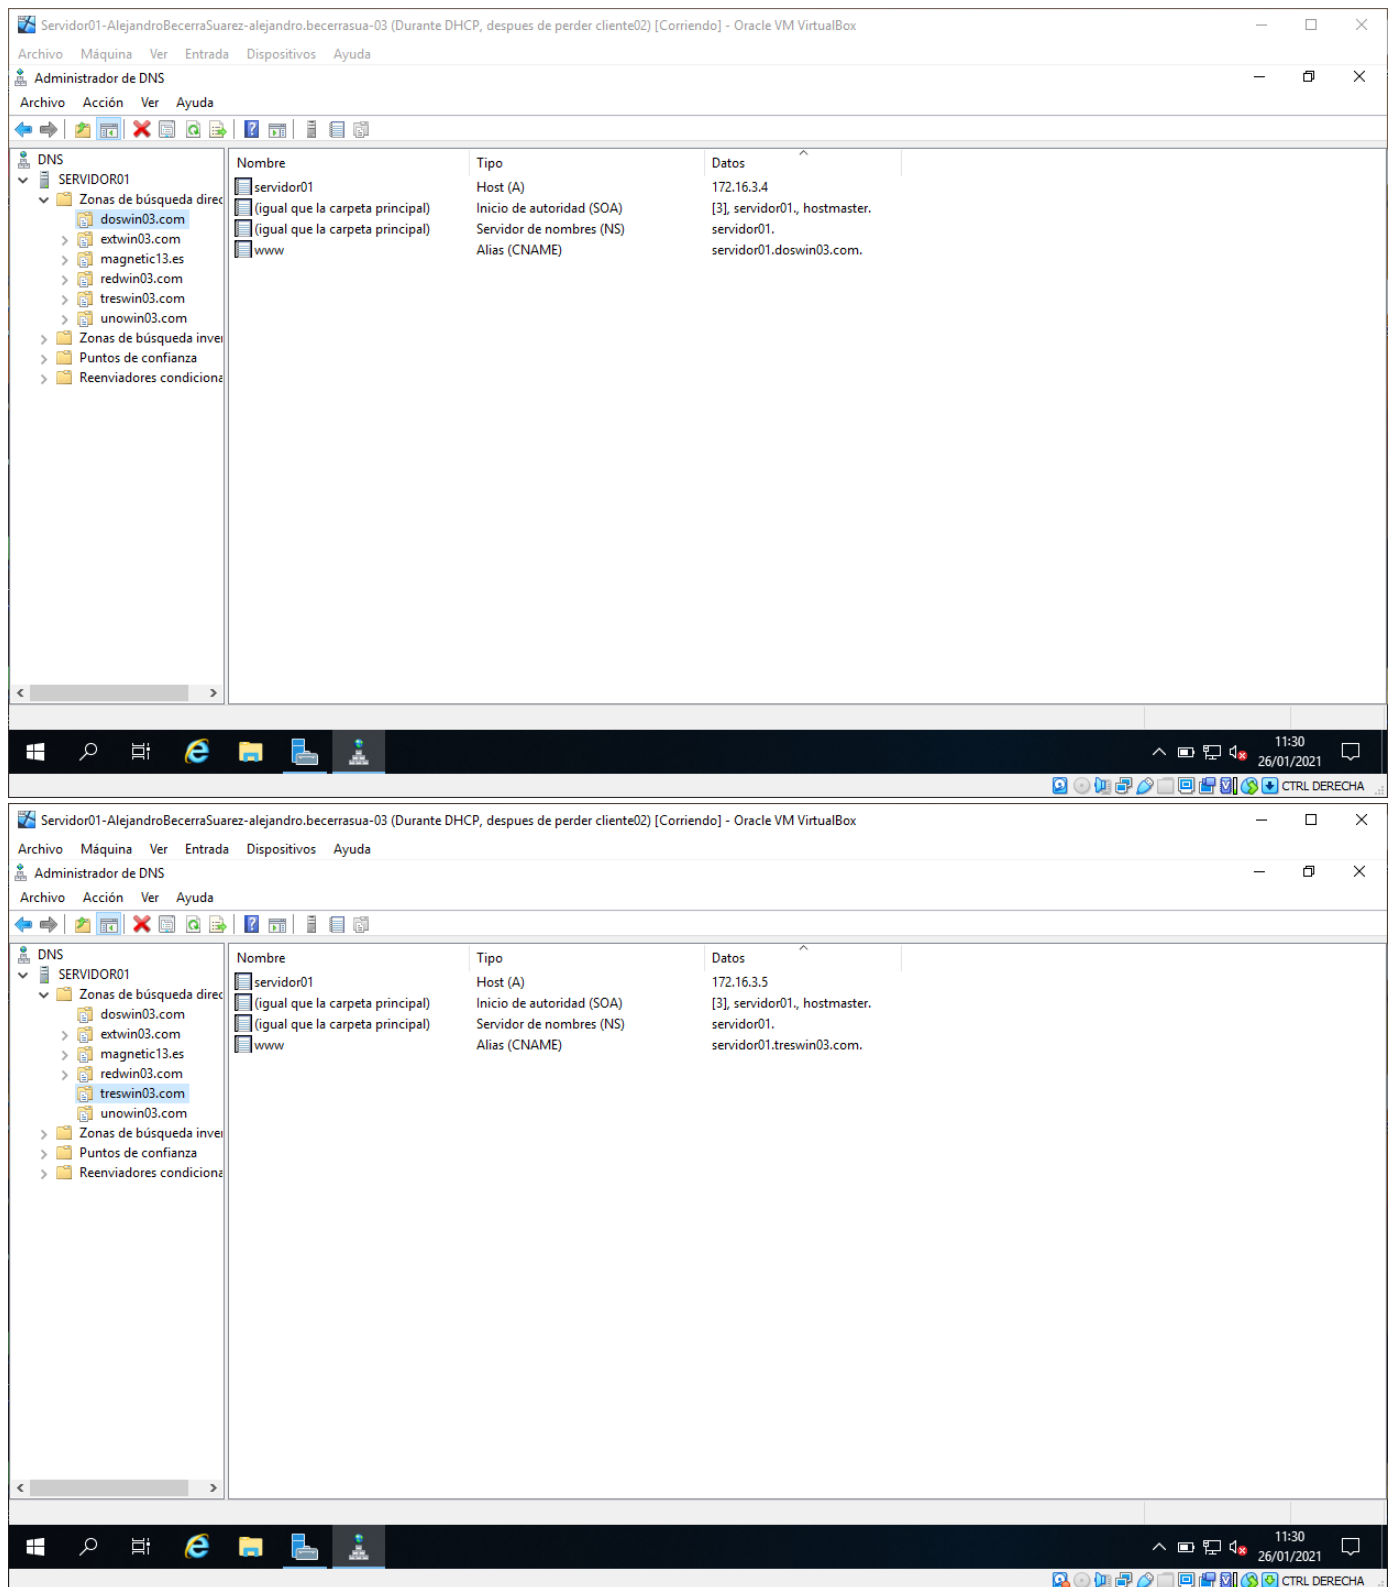 Servidor01-AlejandroBecerraSuarez-alejandro.becerrasua-03 (Durante DHCP, despues de perder cliente02) [Corriendo] - Oracle VM VirtualBox
Archivo Máquina Ver Entrada Dispositivos Ayuda
Administrador de DNS
Archivo Acción Ver Ayuda
DNS
SERVIDOR01
Zonas de búsqueda direc
doswin03.com
extwin03.com
magnetic13.es
redwin03.com
treswin03.com
unowin03.com
Zonas de búsqueda inver
Puntos de confianza
Reenviadores condiciona
Nombre Tipo Datos
servidor01 Host (A) 172.16.3.4
(igual que la carpeta principal) Inicio de autoridad (SOA) [3], servidor01., hostmaster.
(igual que la carpeta principal) Servidor de nombres (NS) servidor01.
www Alias (CNAME) servidor01.doswin03.com.
11:30
26/01/2021
CTRL DERECHA
Servidor01-AlejandroBecerraSuarez-alejandro.becerrasua-03 (Durante DHCP, despues de perder cliente02) [Corriendo] - Oracle VM VirtualBox
Archivo Máquina Ver Entrada Dispositivos Ayuda
Administrador de DNS
Archivo Acción Ver Ayuda
DNS
SERVIDOR01
Zonas de búsqueda direc
doswin03.com
extwin03.com
magnetic13.es
redwin03.com
treswin03.com
unowin03.com
Zonas de búsqueda inver
Puntos de confianza
Reenviadores condiciona
Nombre Tipo Datos
servidor01 Host (A) 172.16.3.5
(igual que la carpeta principal) Inicio de autoridad (SOA) [3], servidor01., hostmaster.
(igual que la carpeta principal) Servidor de nombres (NS) servidor01.
www Alias (CNAME) servidor01.treswin03.com.
11:30
26/01/2021
CTRL DERECHA